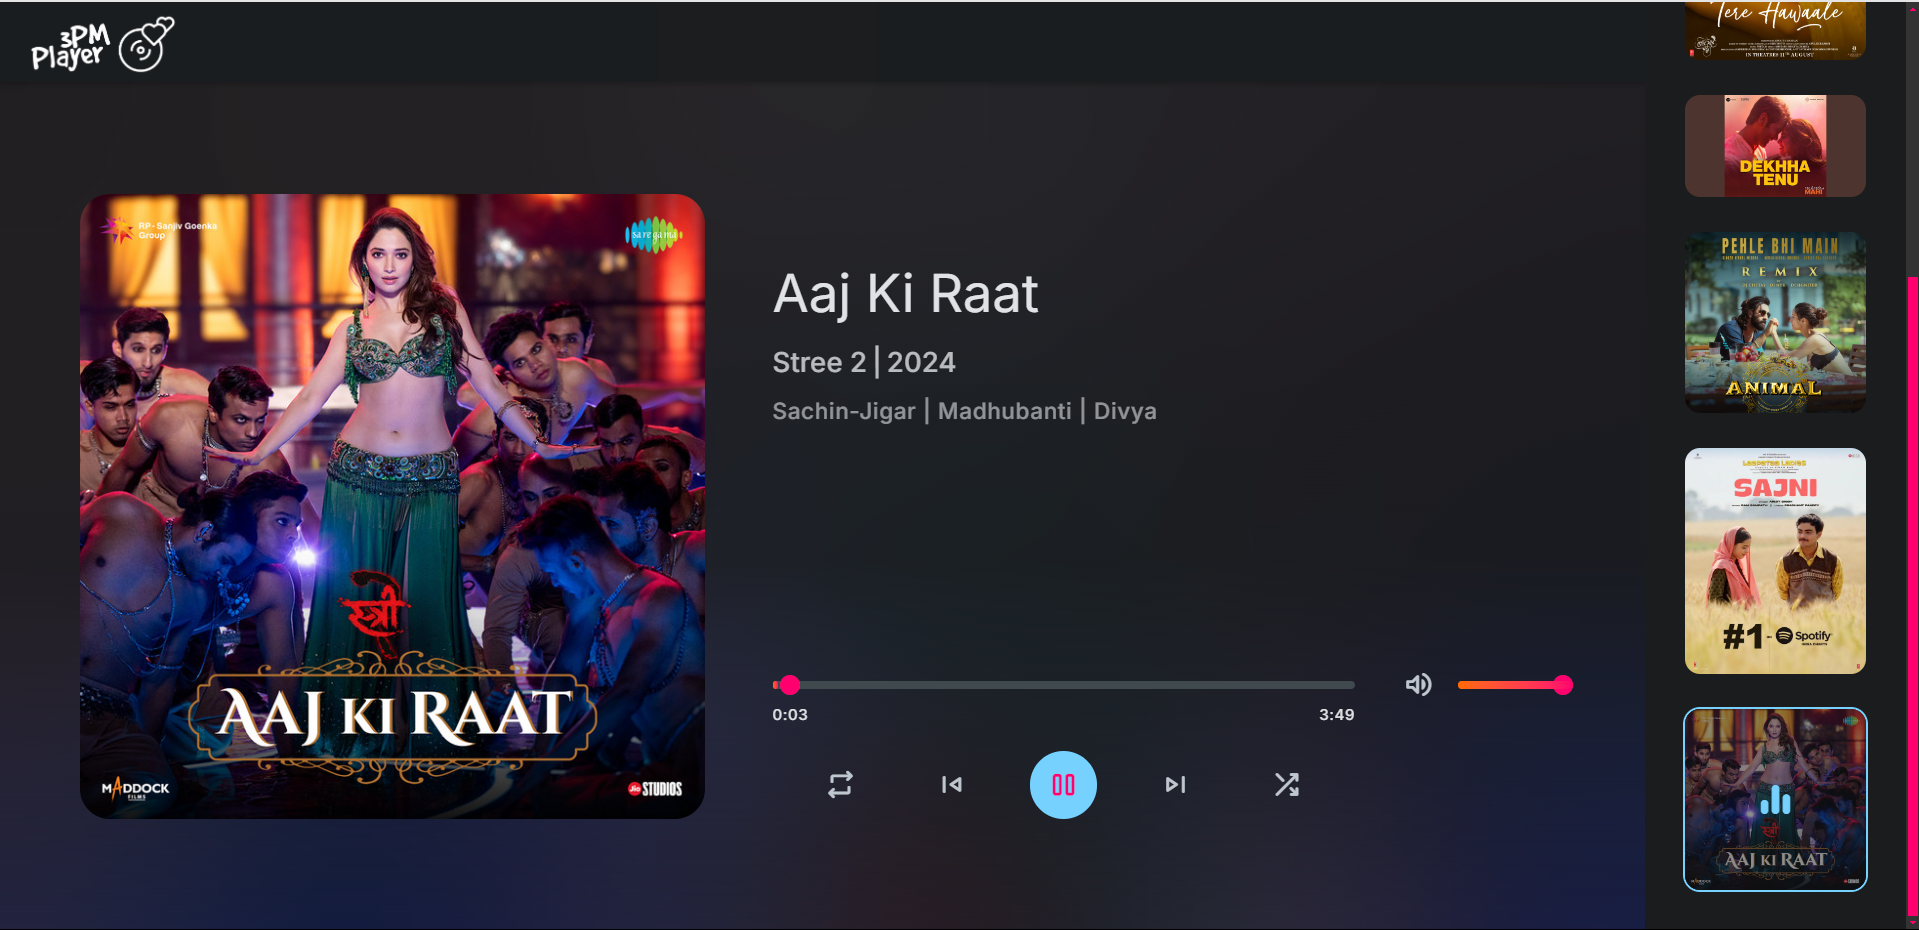 3PM
Player
RP - Sanjiv Goenka
Group
saregama
स्त्री
AAJ KI RAAT
MADDOCK
FILMS
Jio STUDIOS
Aaj Ki Raat
Stree 2 | 2024
Sachin-Jigar | Madhubanti | Divya
0:03
3:49
Tere Hawaale
IN THEATRES 11TH AUGUST
DEKHHA
TENU
MAHI
PEHLE BHI MAIN
REMIX
ANIMAL
LAAPATAA LADIES
SAJNI
#1 - Spotify
स्त्री
AAJ KI RAAT